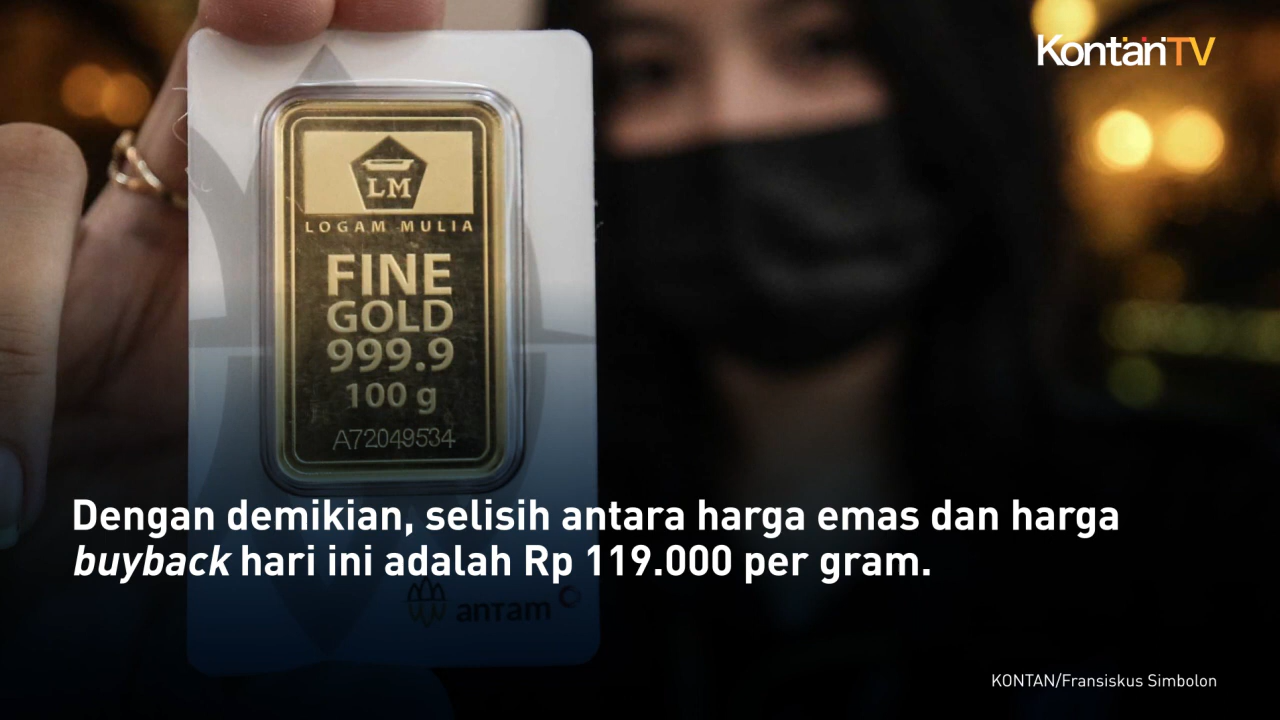 KontanTV
LM
LOGAM MULIA
FINE
GOLD
999.9
100 g
A72049534
Dengan demikian, selisih antara harga emas dan harga
buyback hari ini adalah Rp 119.000 per gram.
antam
KONTAN/Fransiskus Simbolon